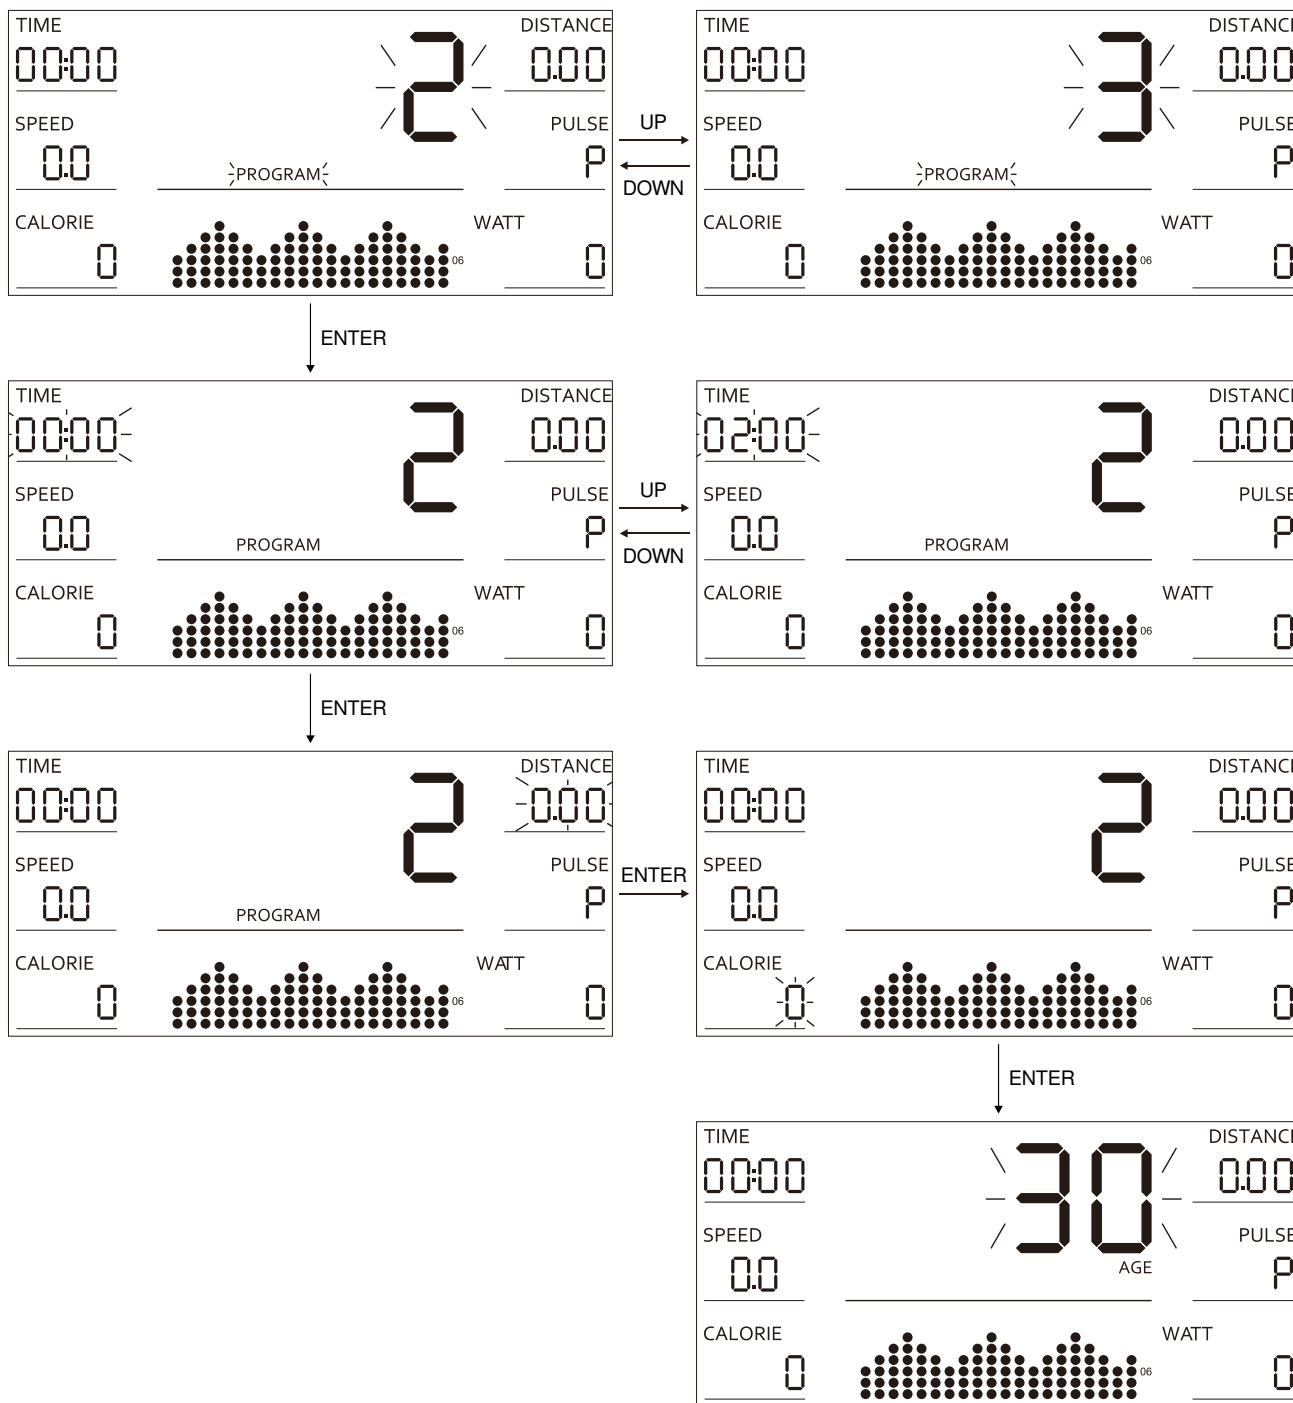 TIME DISTANCE
00:00 2 0.00
SPEED PULSE
0.0 P
PROGRAM
CALORIE WATT
0 06 0
UP
DOWN
TIME DISTANC
00:00 3 0.00
SPEED PULSE
0.0 P
PROGRAM
CALORIE WATT
0 06 0
ENTER
TIME DISTANCE
00:00 2 0.00
SPEED PULSE
0.0 P
PROGRAM
CALORIE WATT
0 06 0
UP
DOWN
TIME DISTANC
02:00 2 0.00
SPEED PULSE
0.0 P
PROGRAM
CALORIE WATT
0 06 0
ENTER
TIME DISTANCE
00:00 2 0.00
SPEED PULSE
0.0 P
PROGRAM
CALORIE WATT
0 06 0
ENTER
TIME DISTANC
00:00 2 0.00
SPEED PULSE
0.0 P
CALORIE WATT
0 06 0
ENTER
TIME DISTANC
00:00 30 0.00
SPEED PULSE
AGE
0.0 P
CALORIE WATT
0 06 0